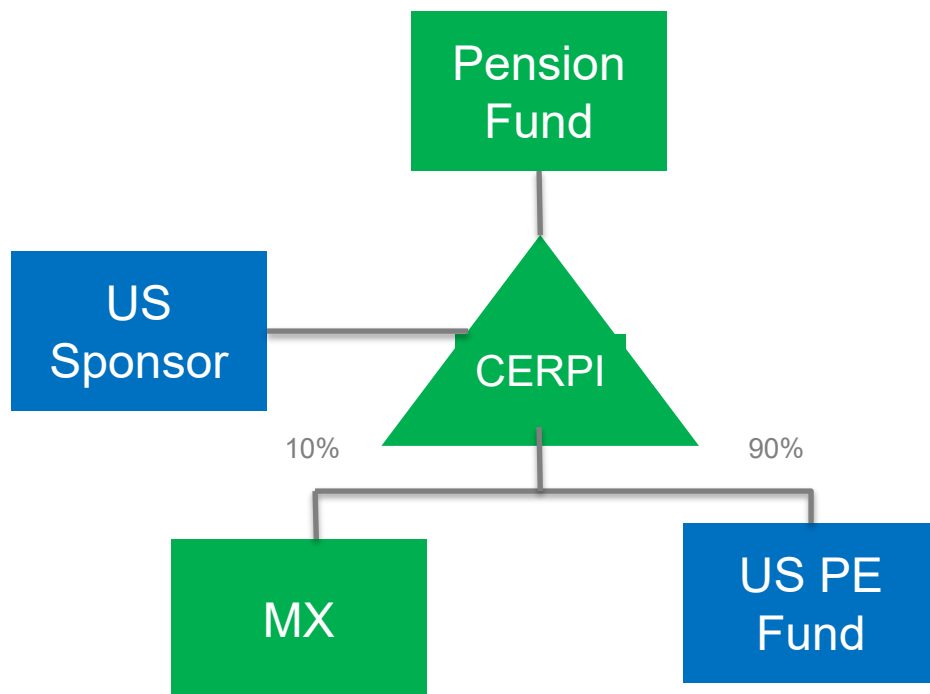 Pension
Fund
US
Sponsor
CERPI
10%
90%
MX
US PE
Fund